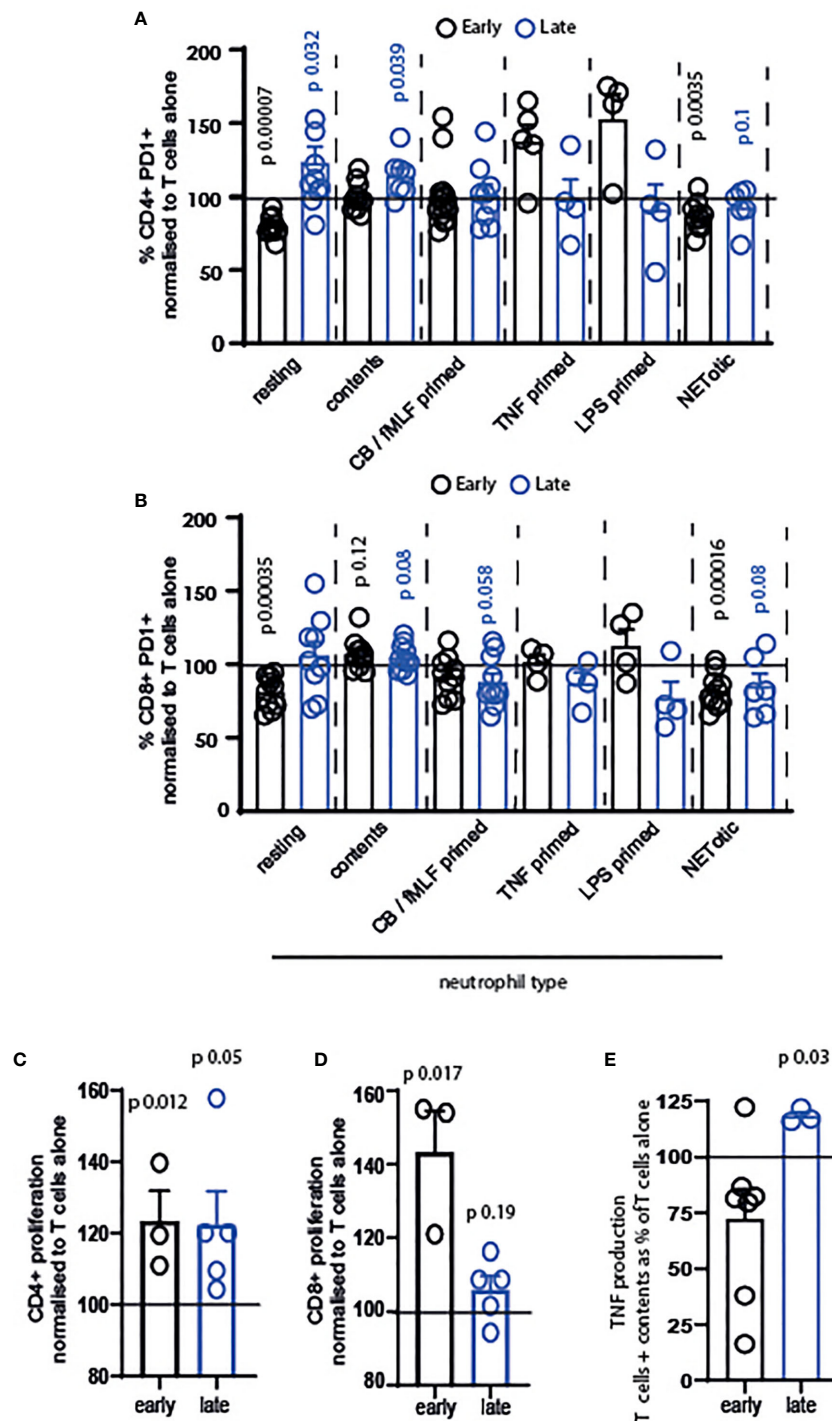 A
Early Late
% CD4+ PD1+
normalised to T cells alone
200
150
100
50
0
p 0.00007
p 0.032
p 0.039
p 0.0035
p 0.1
resting
contents
CB / fMLF primed
TNF primed
LPS primed
NETotic
B
Early Late
% CD8+ PD1+
normalised to T cells alone
200
150
100
50
0
p 0.00035
p 0.12
p 0.08
p 0.058
p 0.00016
p 0.08
resting
contents
CB / fMLF primed
TNF primed
LPS primed
NETotic
neutrophil type
C
CD4+ proliferation
normalised to T cells alone
160
140
120
100
80
p 0.012
p 0.05
early
late
D
CD8+ proliferation
normalised to T cells alone
160
140
120
100
80
p 0.017
p 0.19
early
late
E
TNF production
T cells + contents as % of T cells alone
125
100
75
50
25
0
p 0.03
early
late